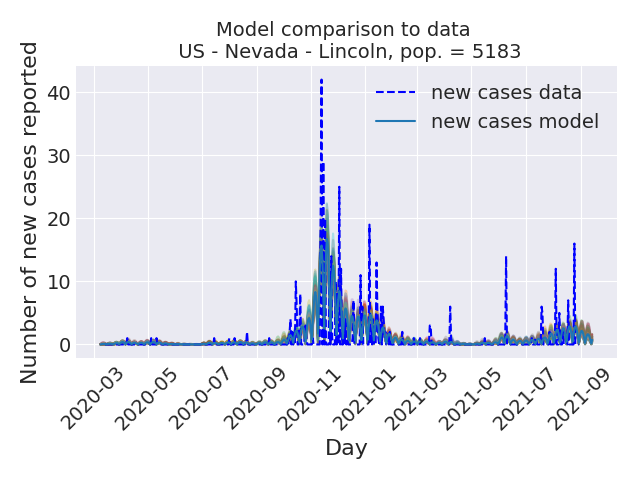 Model comparison to data
US - Nevada - Lincoln, pop. = 5183
Number of new cases reported
40
30
20
10
0
new cases data
new cases model
2020-03
2020-05
2020-07
2020-09
2020-11
2021-01
2021-03
2021-05
2021-07
2021-09
Day